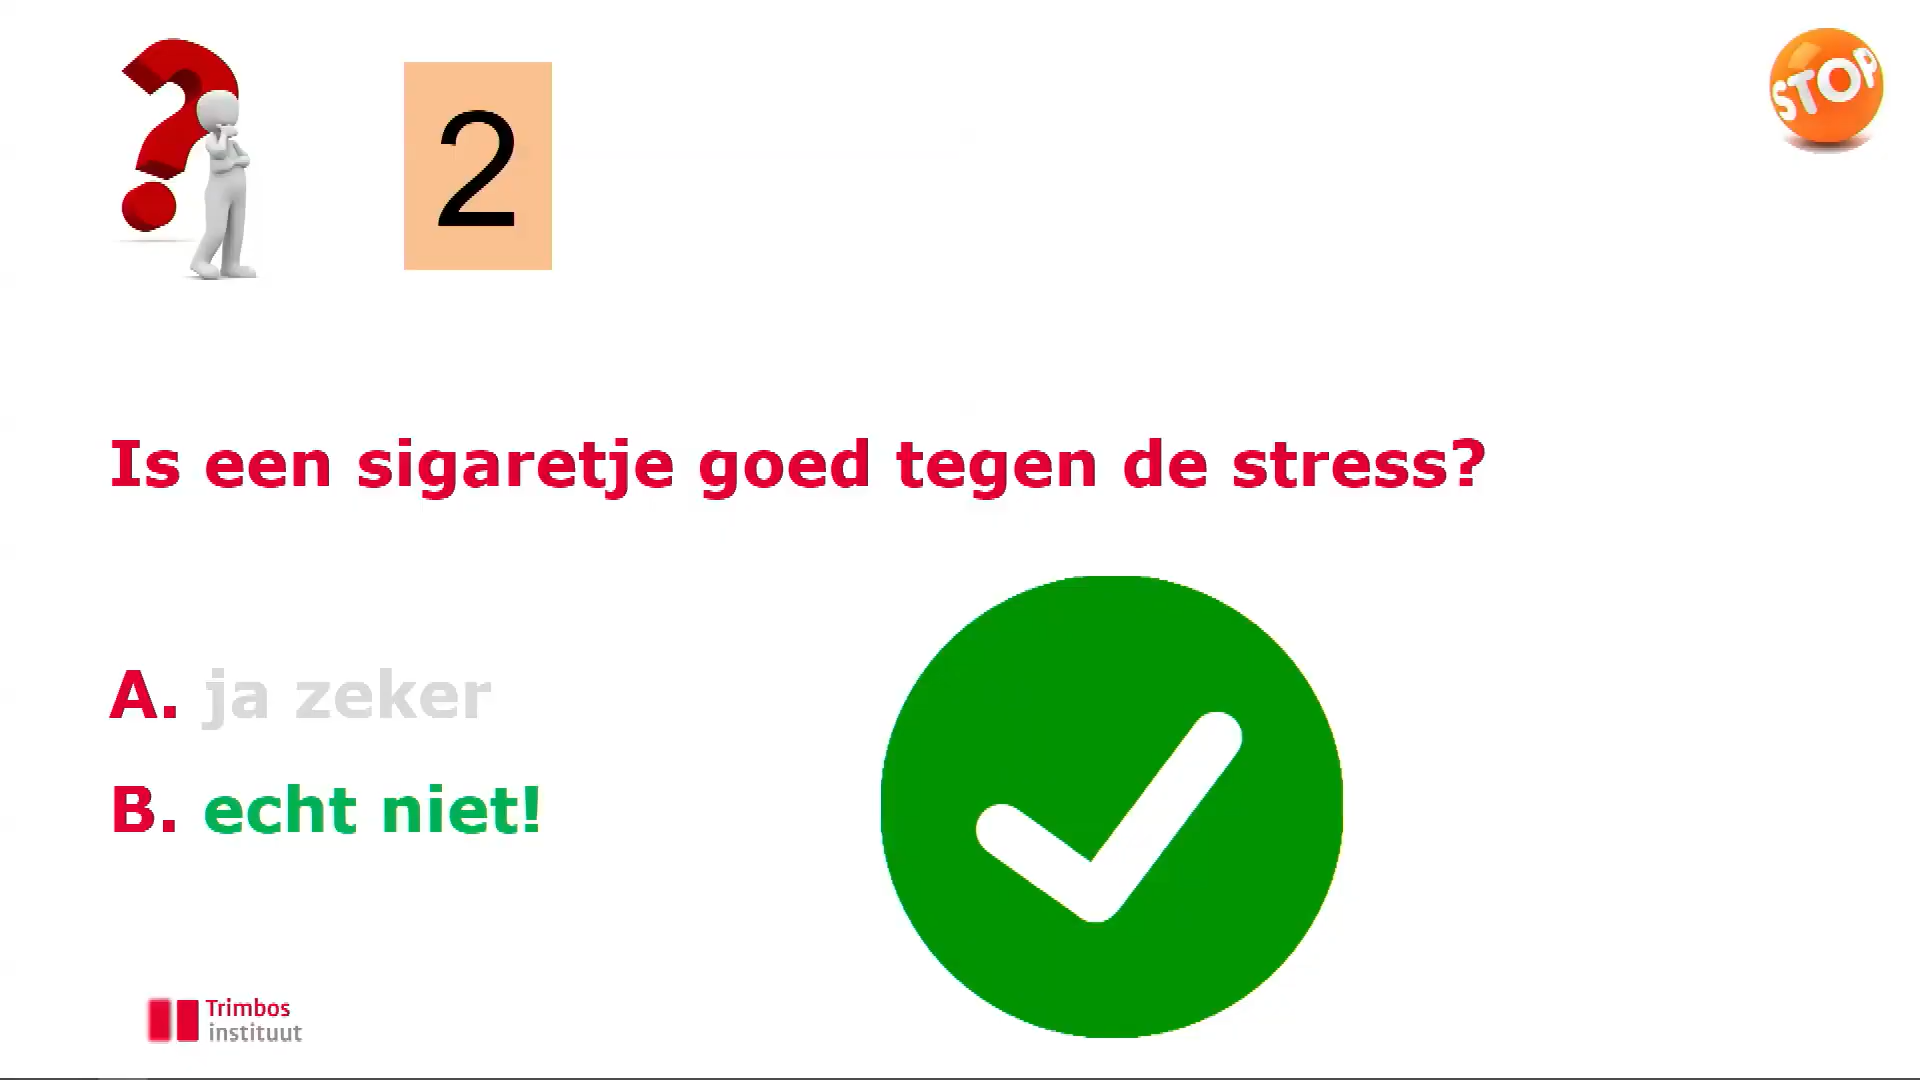 2
STOP
Is een sigaretje goed tegen de stress?
A. ja zeker
B. echt niet!
Trimbos
instituut